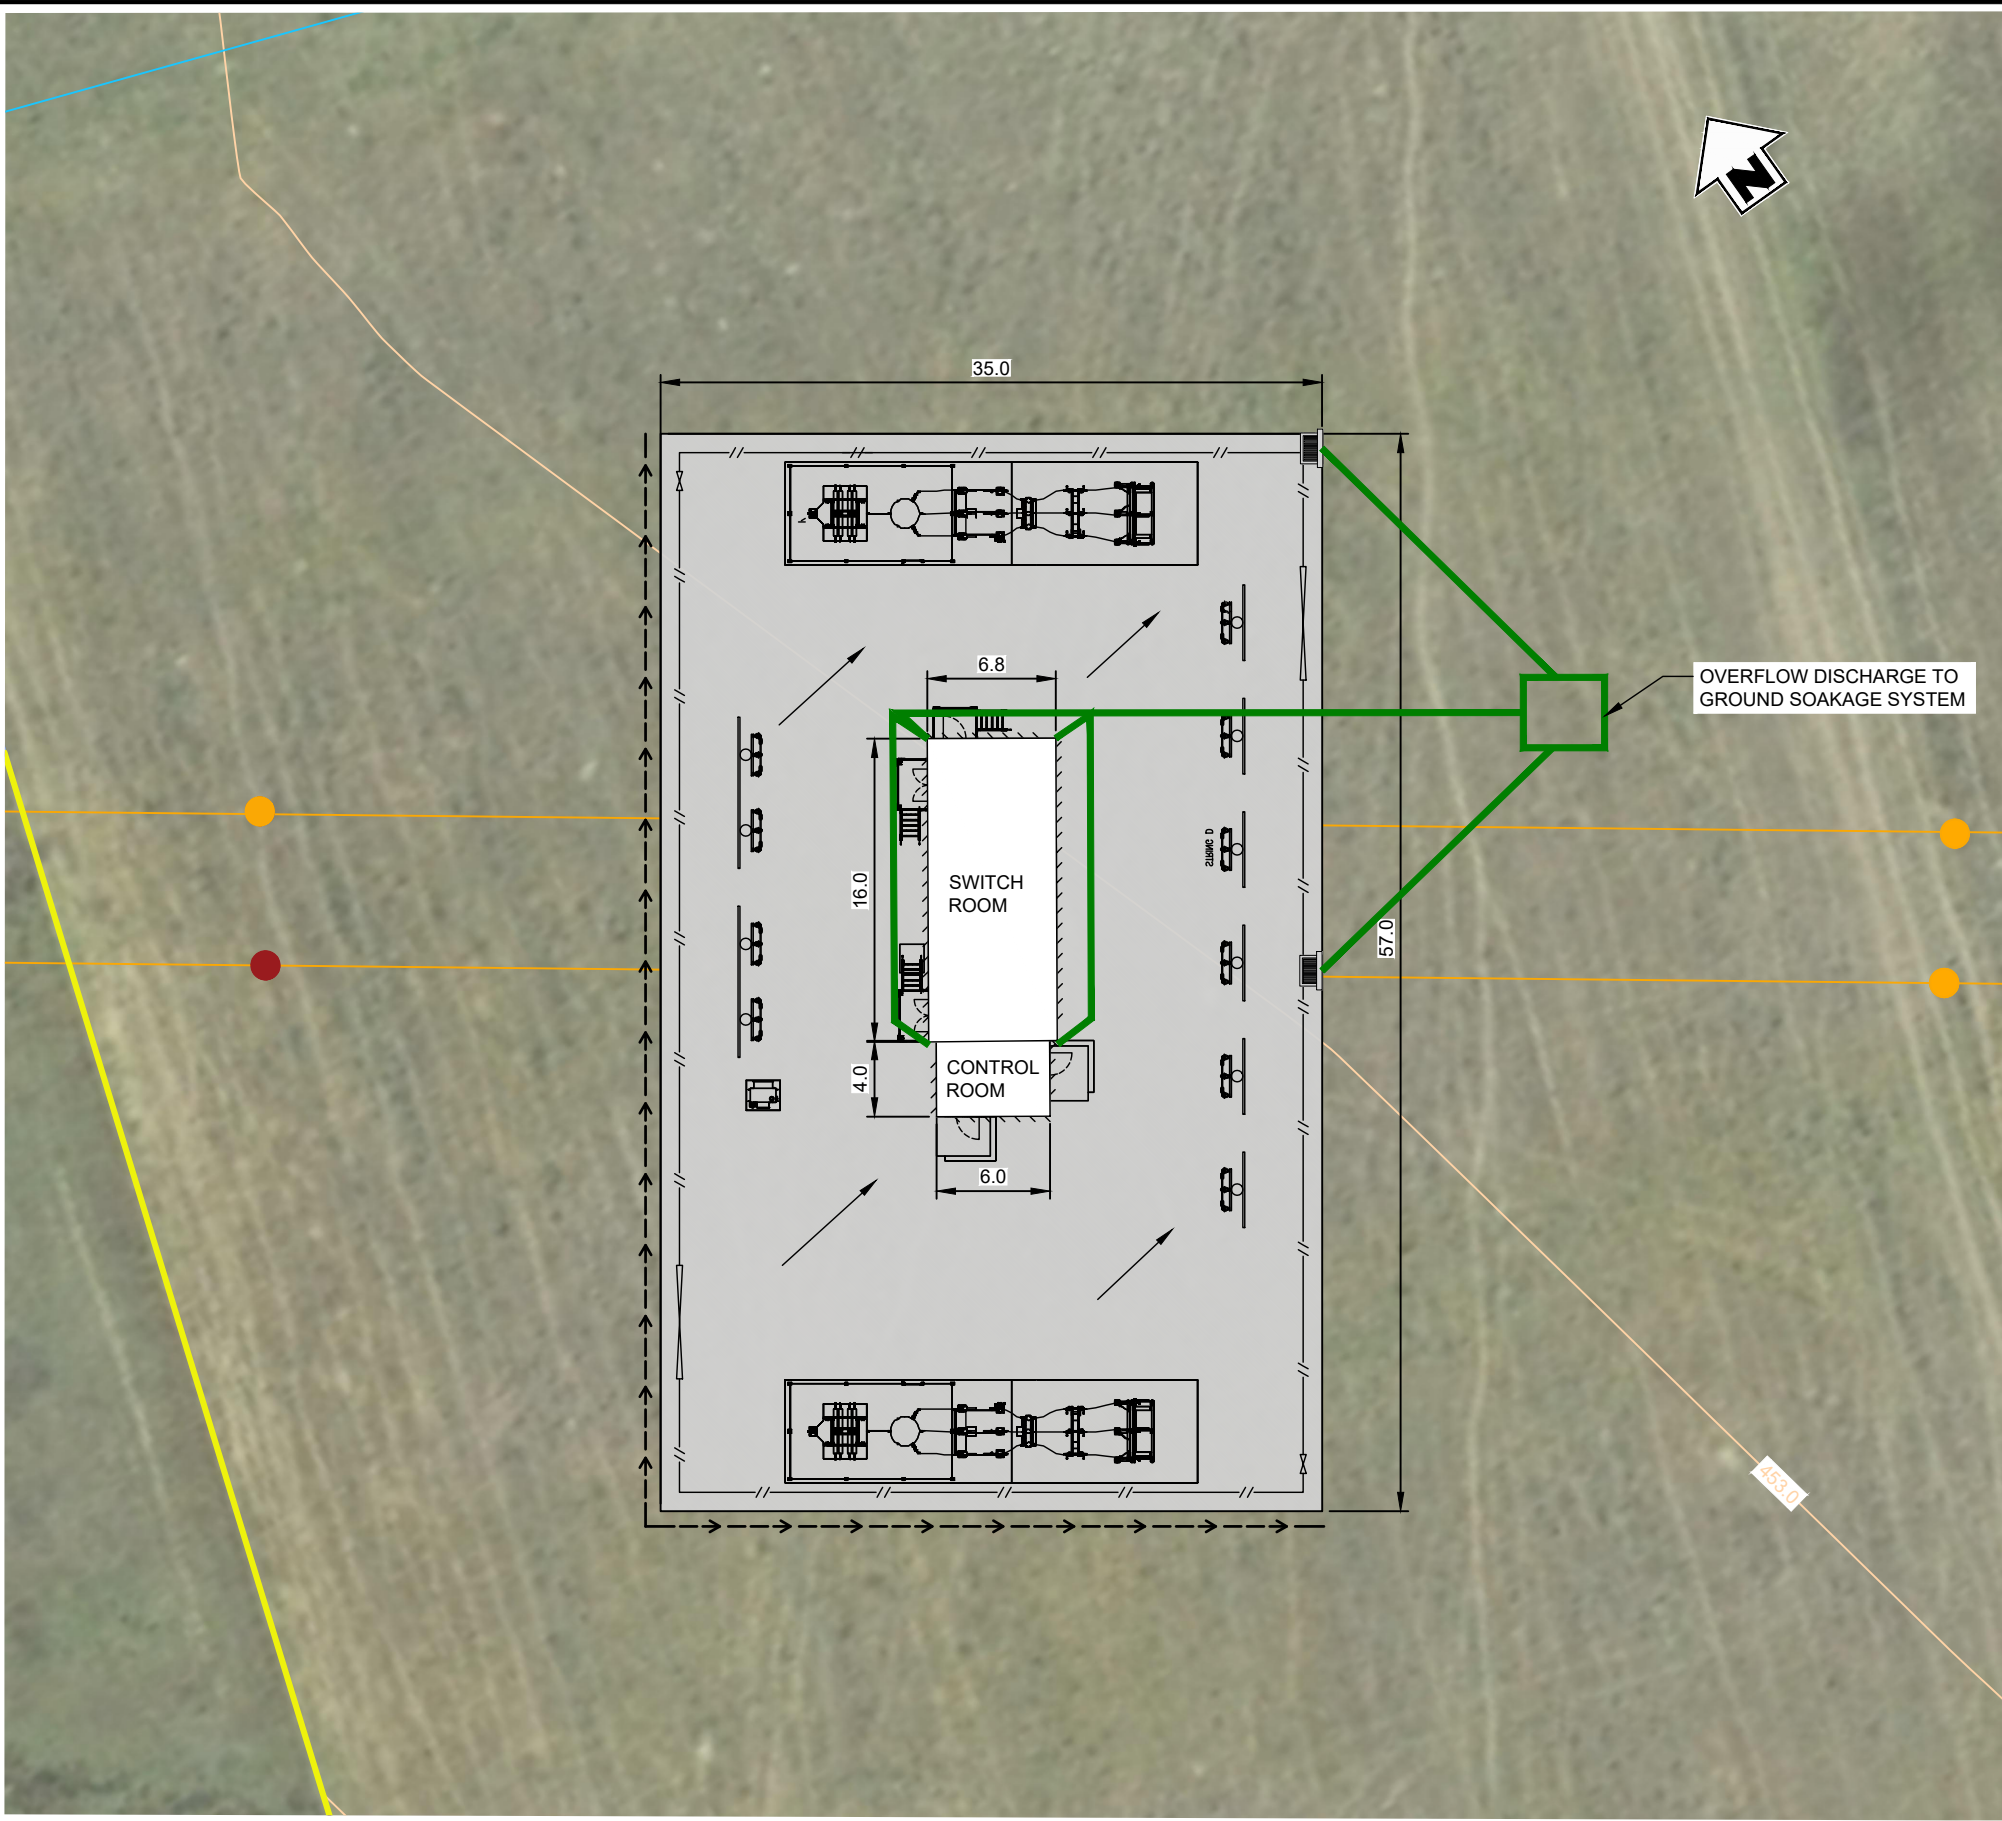 N
35.0
6.8
OVERFLOW DISCHARGE TO
GROUND SOAKAGE SYSTEM
STRING D
16.0
SWITCH
ROOM
57.0
4.0
CONTROL
ROOM
6.0
453.0